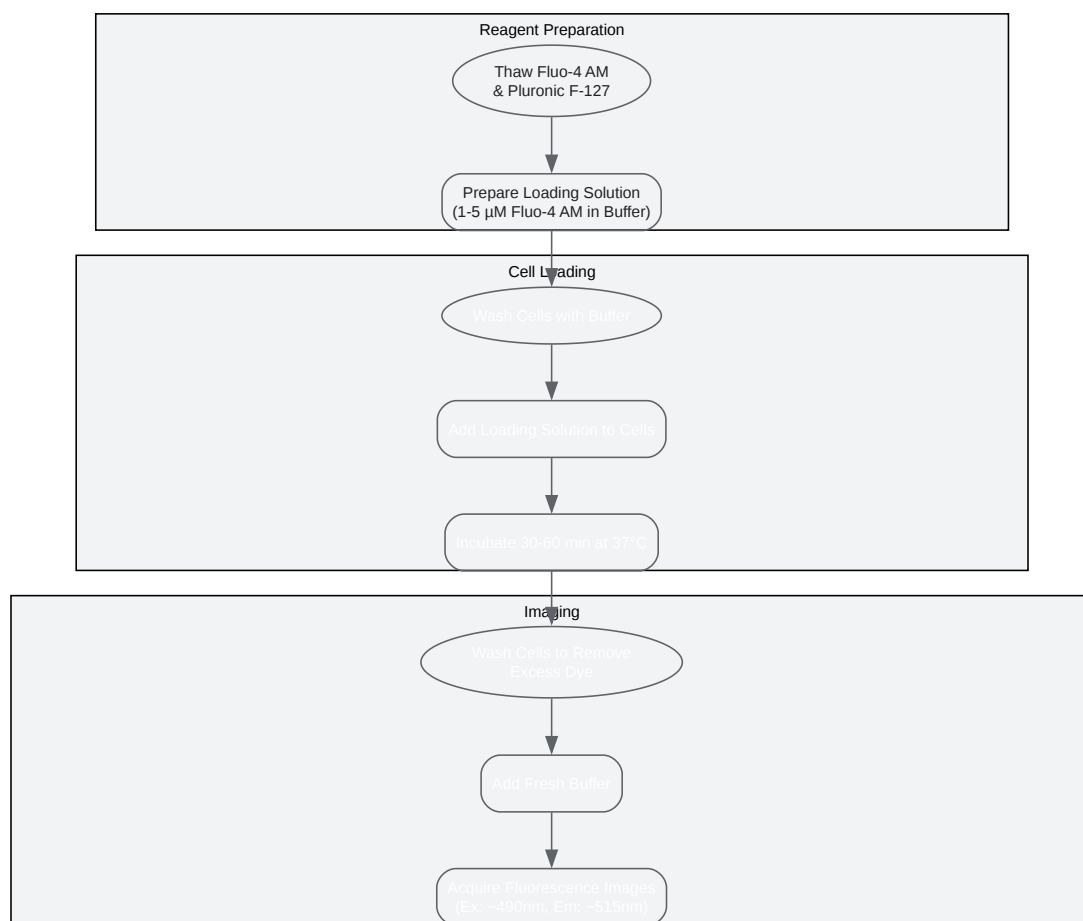 Reagent Preparation
Thaw Fluo-4 AM
& Pluronic F-127
Prepare Loading Solution
(1-5 µM Fluo-4 AM in Buffer)
Cell Loading
Wash Cells with Buffer
Add Loading Solution to Cells
Incubate 30-60 min at 37°C
Imaging
Wash Cells to Remove
Excess Dye
Add Fresh Buffer
Acquire Fluorescence Images
(Ex: ~490nm, Em: ~515nm)